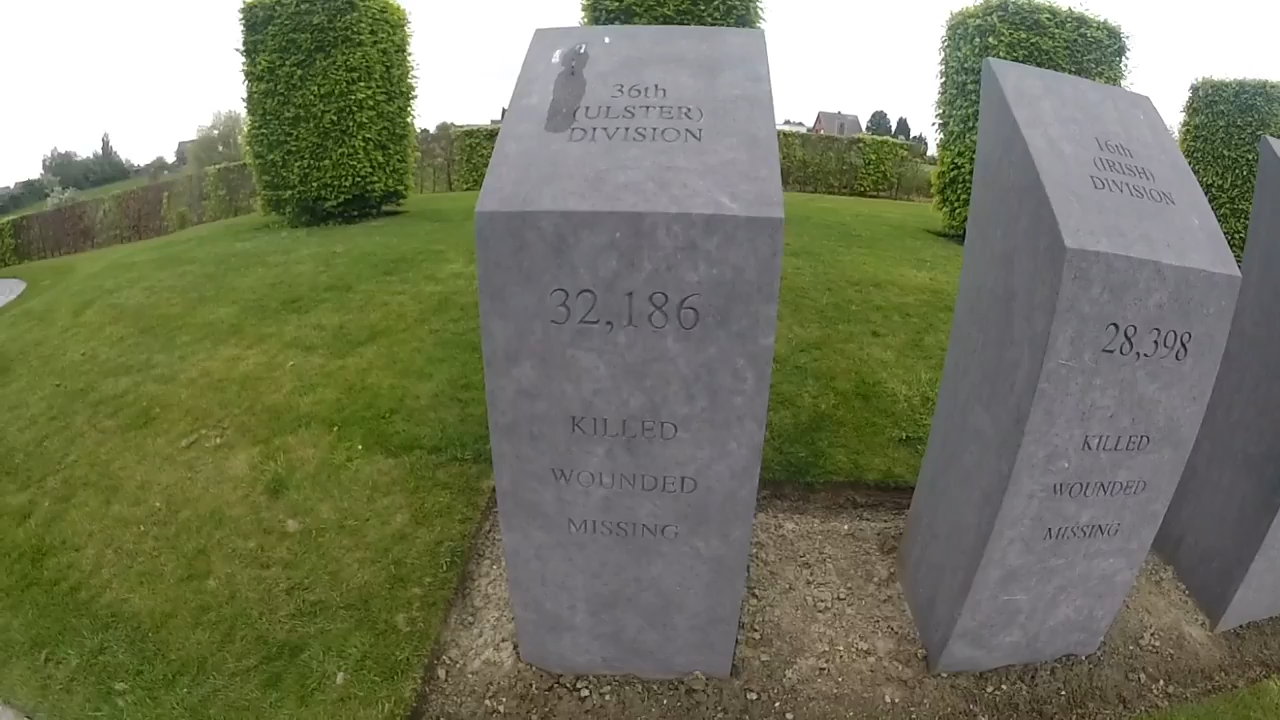 36th
(ULSTER)
DIVISION
32,186
KILLED
WOUNDED
MISSING
16th
(IRISH)
DIVISION
28,398
KILLED
WOUNDED
MISSING